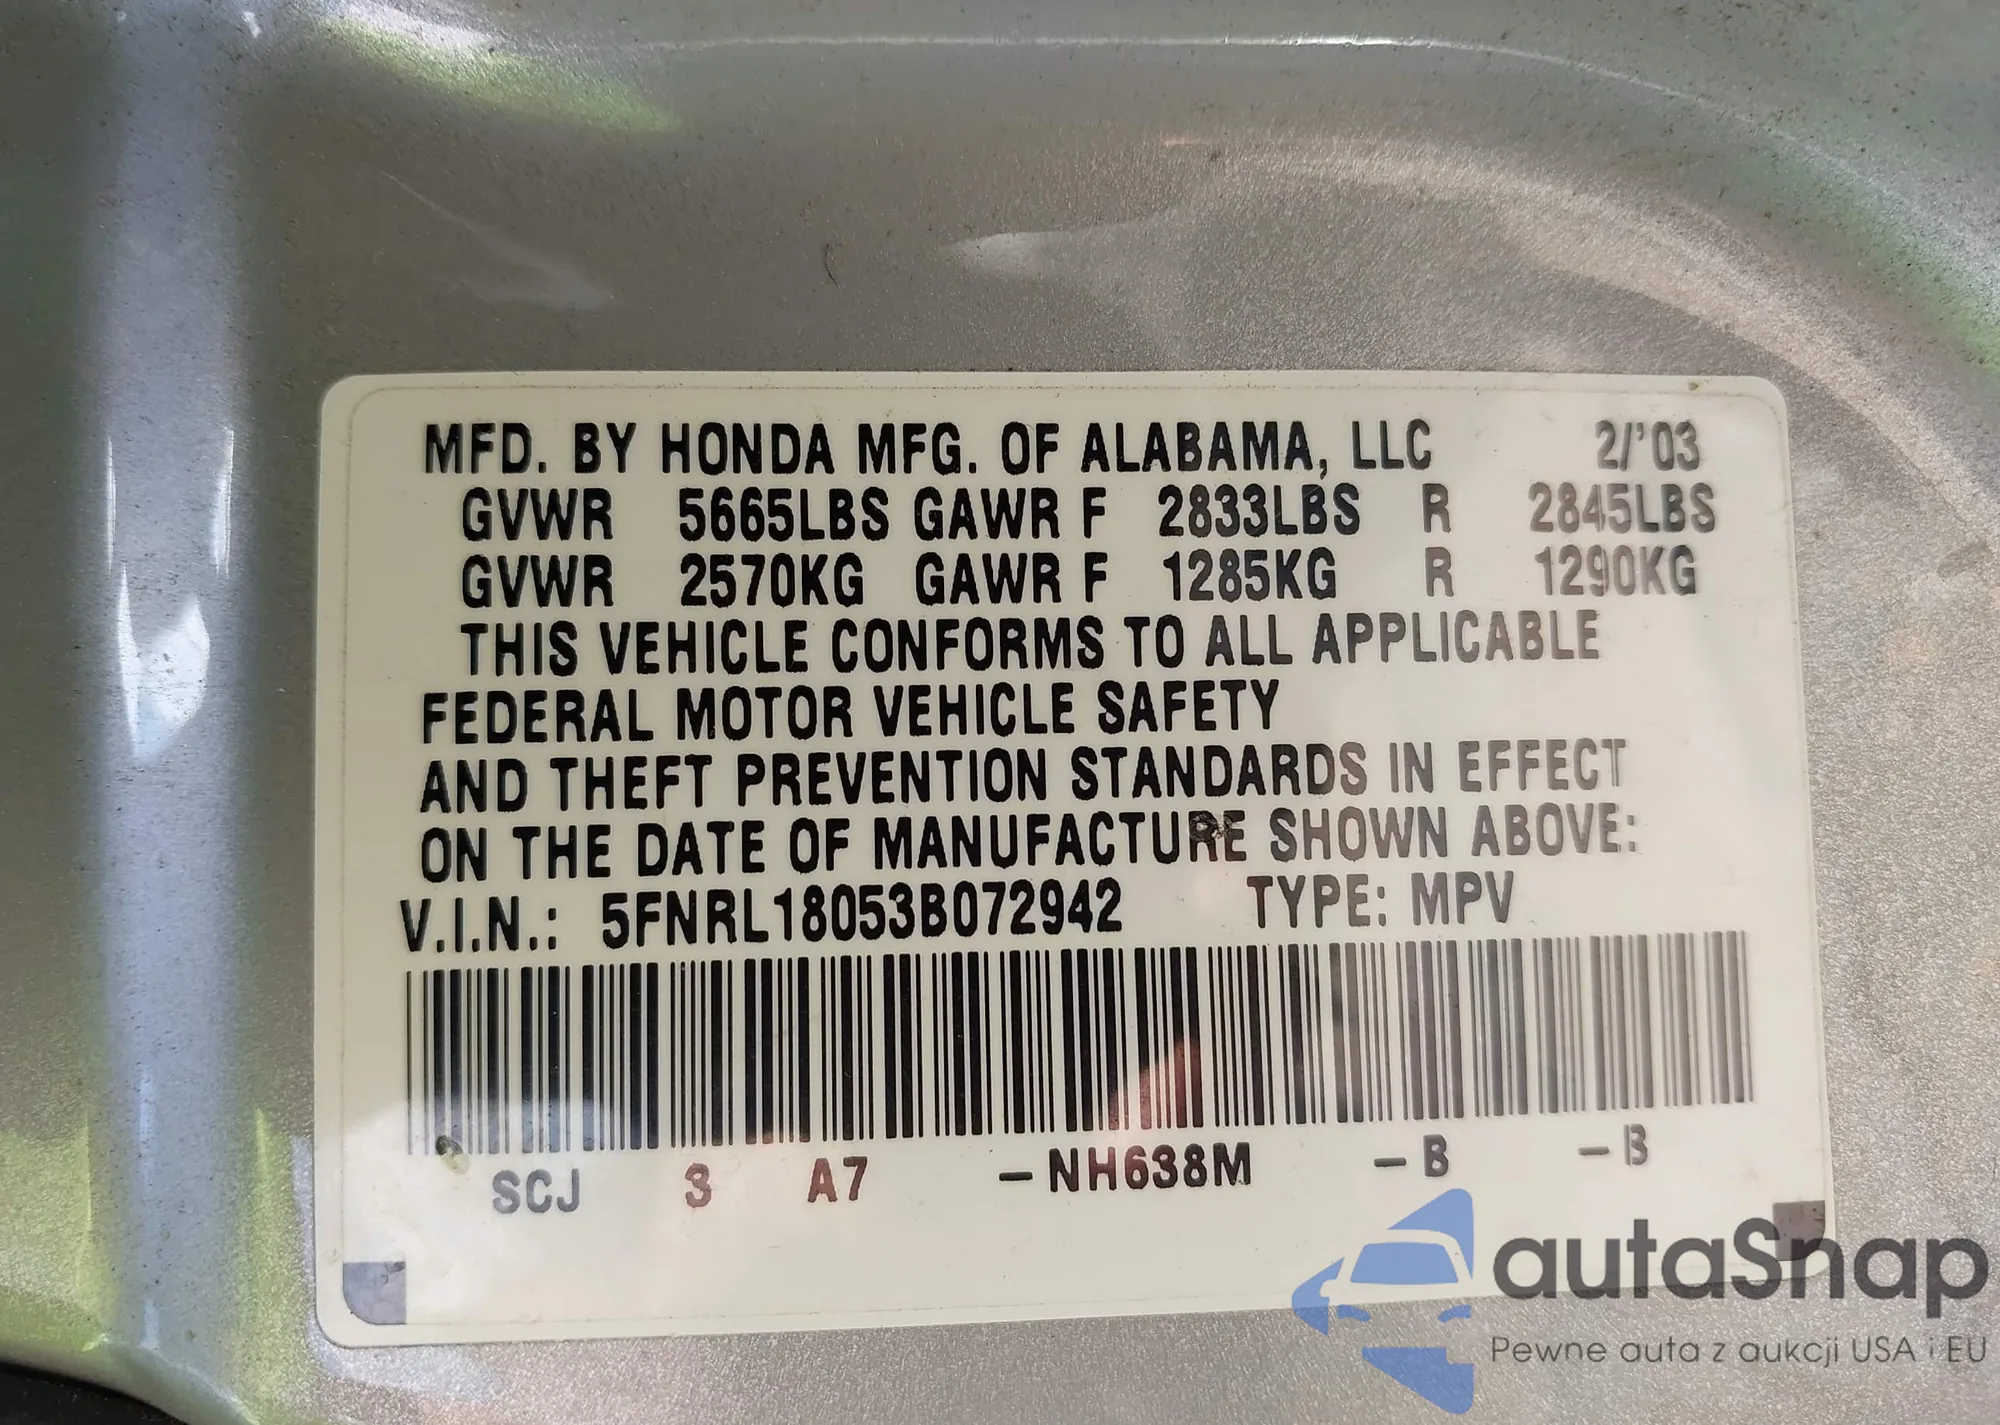 MFD. BY HONDA MFG. OF ALABAMA, LLC 2/'03
GVWR 5665LBS GAWR F 2833LBS R 2845LBS
GVWR 2570KG GAWR F 1285KG R 1290KG
THIS VEHICLE CONFORMS TO ALL APPLICABLE
FEDERAL MOTOR VEHICLE SAFETY
AND THEFT PREVENTION STANDARDS IN EFFECT
ON THE DATE OF MANUFACTURE SHOWN ABOVE:
V.I.N.: 5FNRL18053B072942 TYPE: MPV
SCJ 3 A7 -NH638M -B -B
autaSnap
Pewne auta z aukcji USA i EU